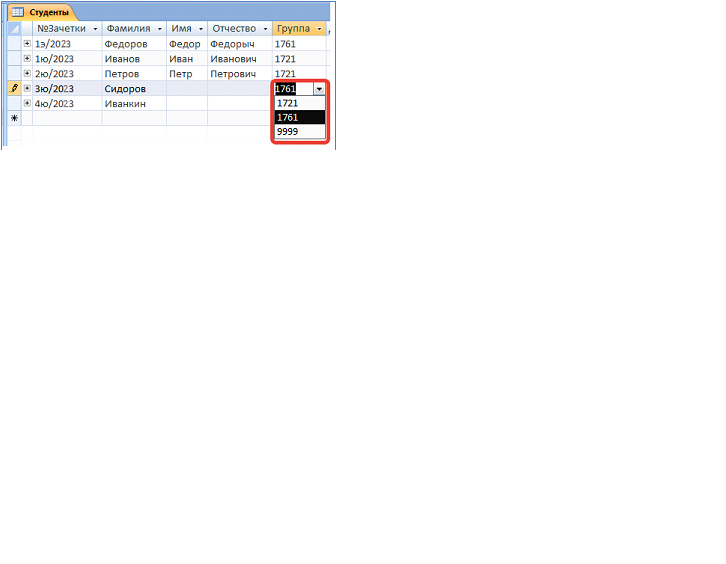 Студенты
№Зачетки Фамилия Имя Отчество Группа
1э/2023 Федоров Федор Федорыч 1761
1ю/2023 Иванов Иван Иванович 1721
2ю/2023 Петров Петр Петрович 1721
3ю/2023 Сидоров 1761
4ю/2023 Иванкин 1721
1761
9999